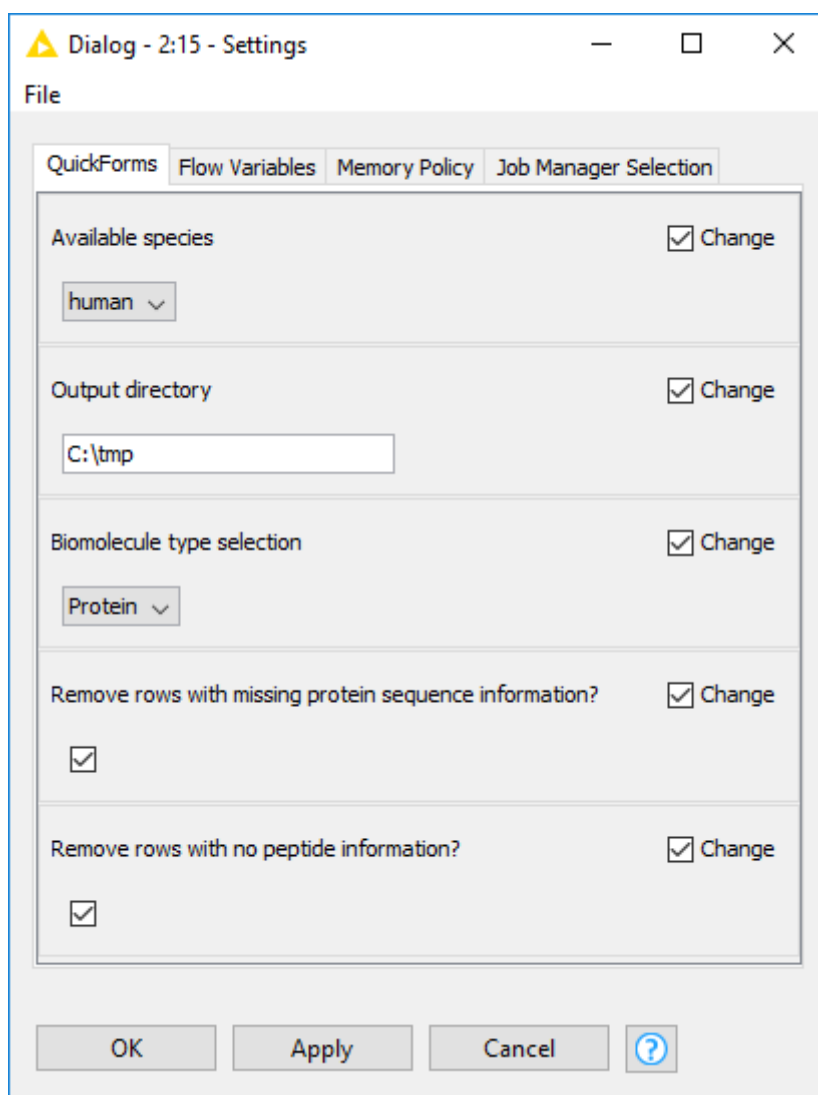 Dialog - 2:15 - Settings
File
QuickForms Flow Variables Memory Policy Job Manager Selection
Available species Change
human
Output directory Change
C:\tmp
Biomolecule type selection Change
Protein
Remove rows with missing protein sequence information? Change
Remove rows with no peptide information? Change
OK Apply Cancel ?